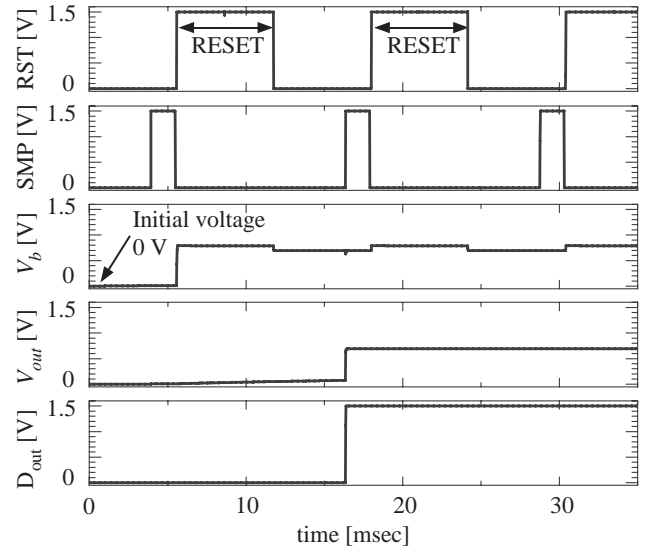 RST [V]
1.5
0
RESET
RESET
SMP [V]
1.5
0
V_b [V]
1.5
0
Initial voltage
0 V
V_out [V]
1.5
0
D_out [V]
1.5
0
0
10
20
30
time [msec]